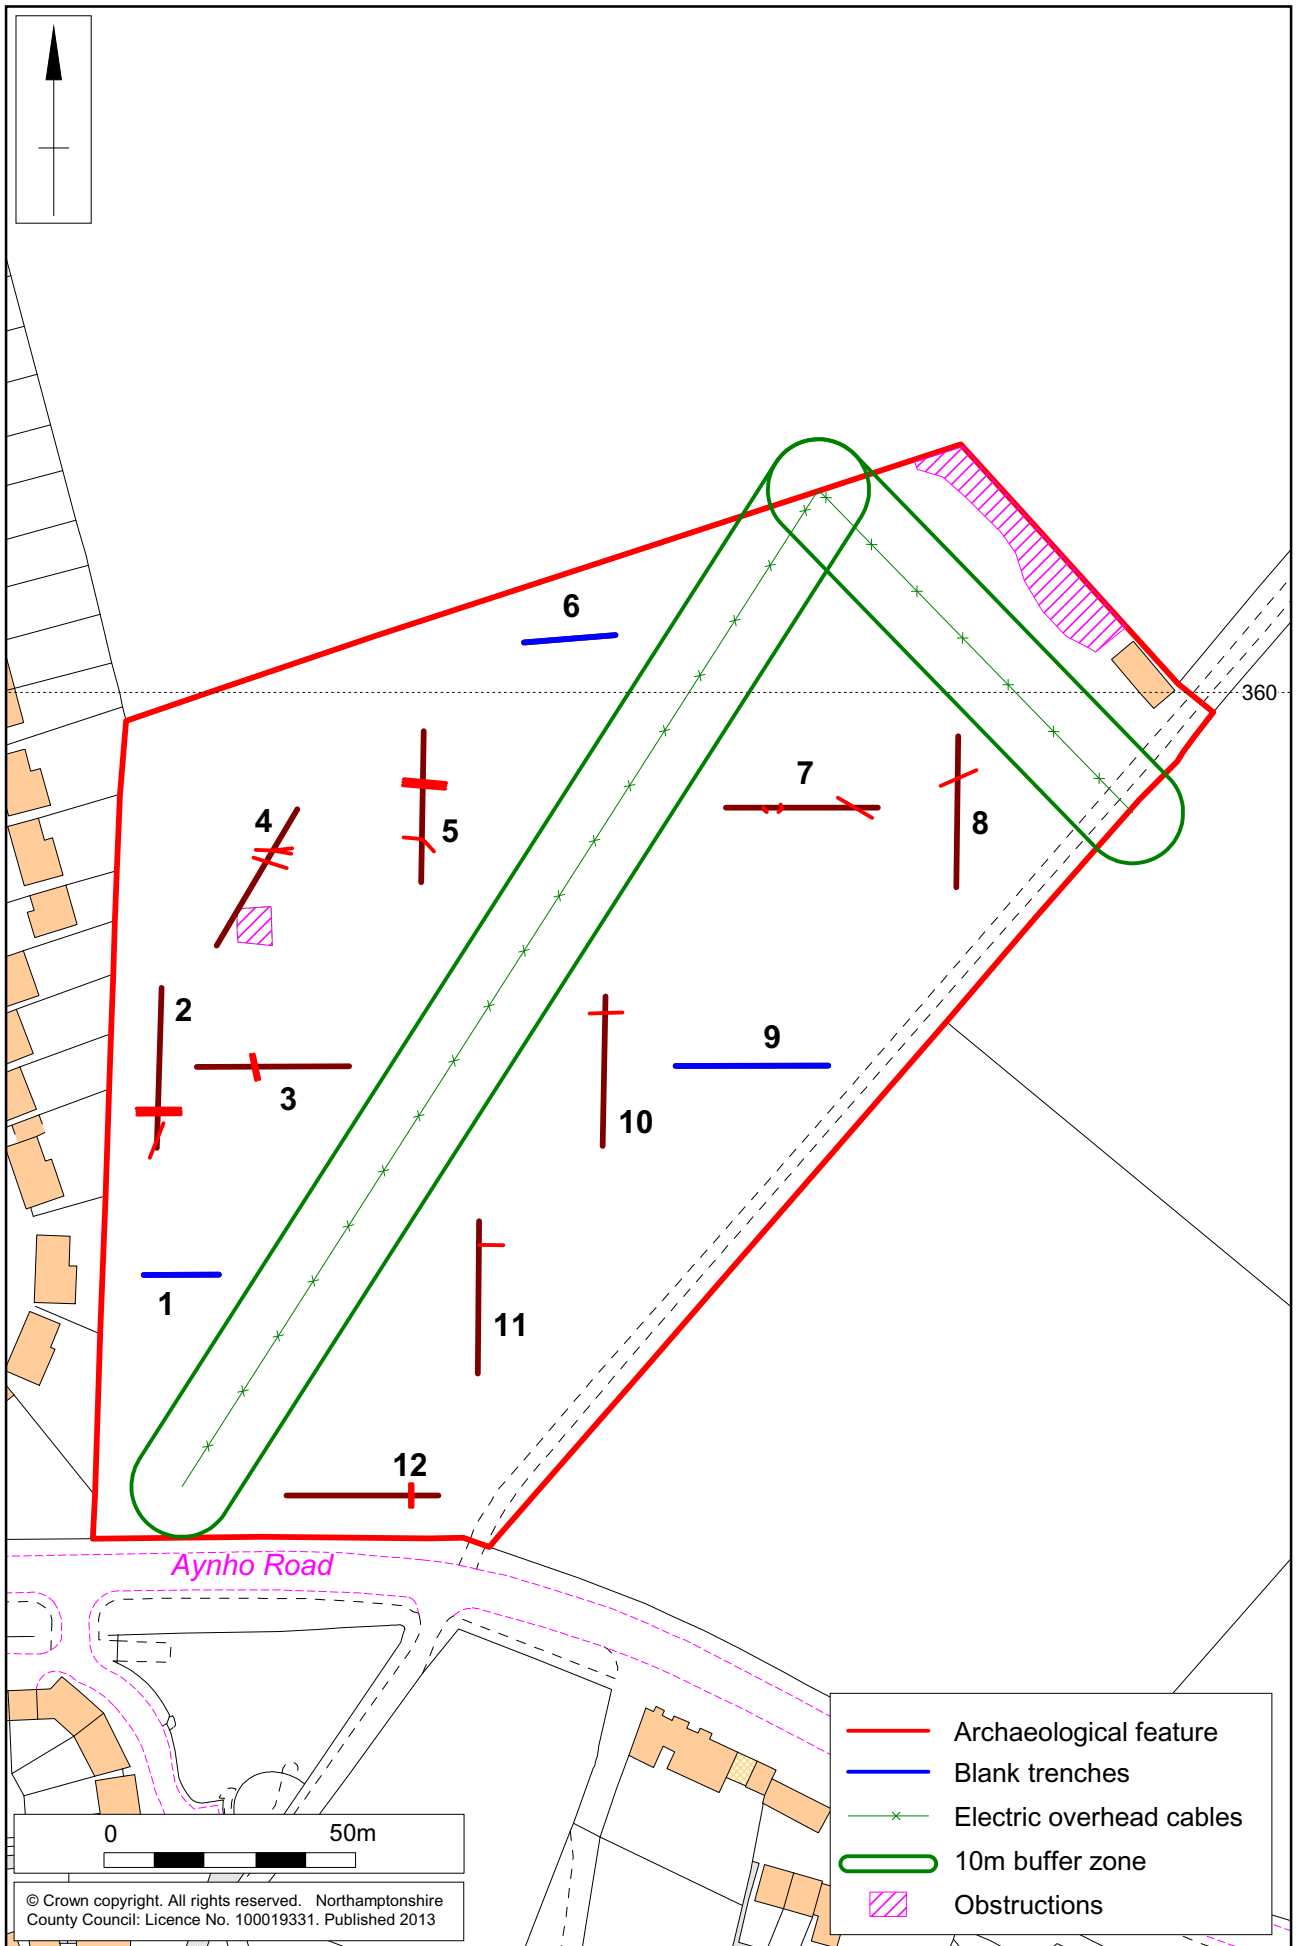 6
360
7
4
5
8
2
9
3
10
1
11
12
Aynho Road
Archaeological feature
Blank trenches
Electric overhead cables
10m buffer zone
Obstructions
0 50m
© Crown copyright. All rights reserved. Northamptonshire
County Council: Licence No. 100019331. Published 2013